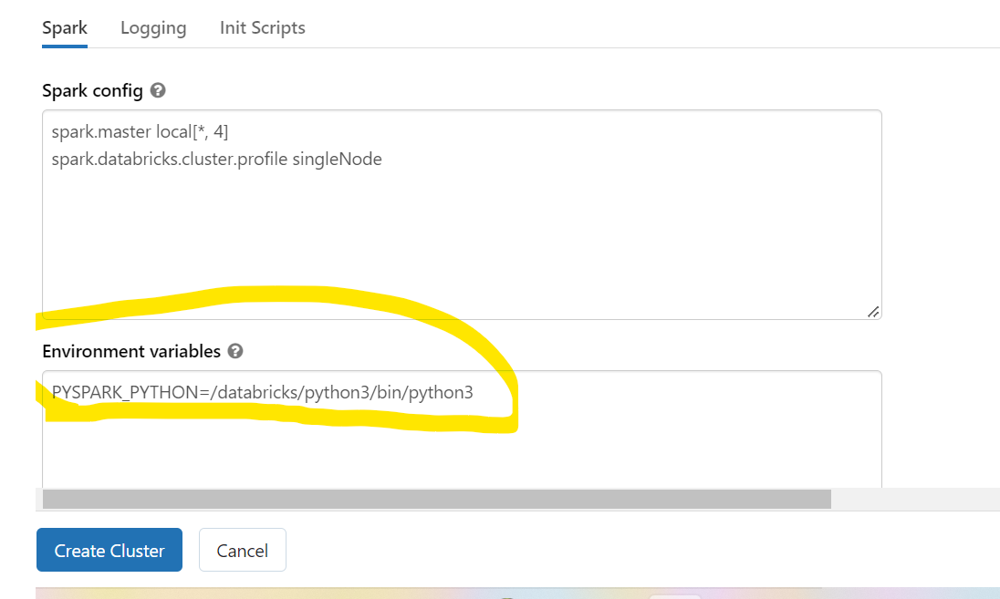 Spark Logging Init Scripts
Spark config
spark.master local[*, 4]
spark.databricks.cluster.profile singleNode
Environment variables
PYSPARK_PYTHON=/databricks/python3/bin/python3
Create Cluster Cancel